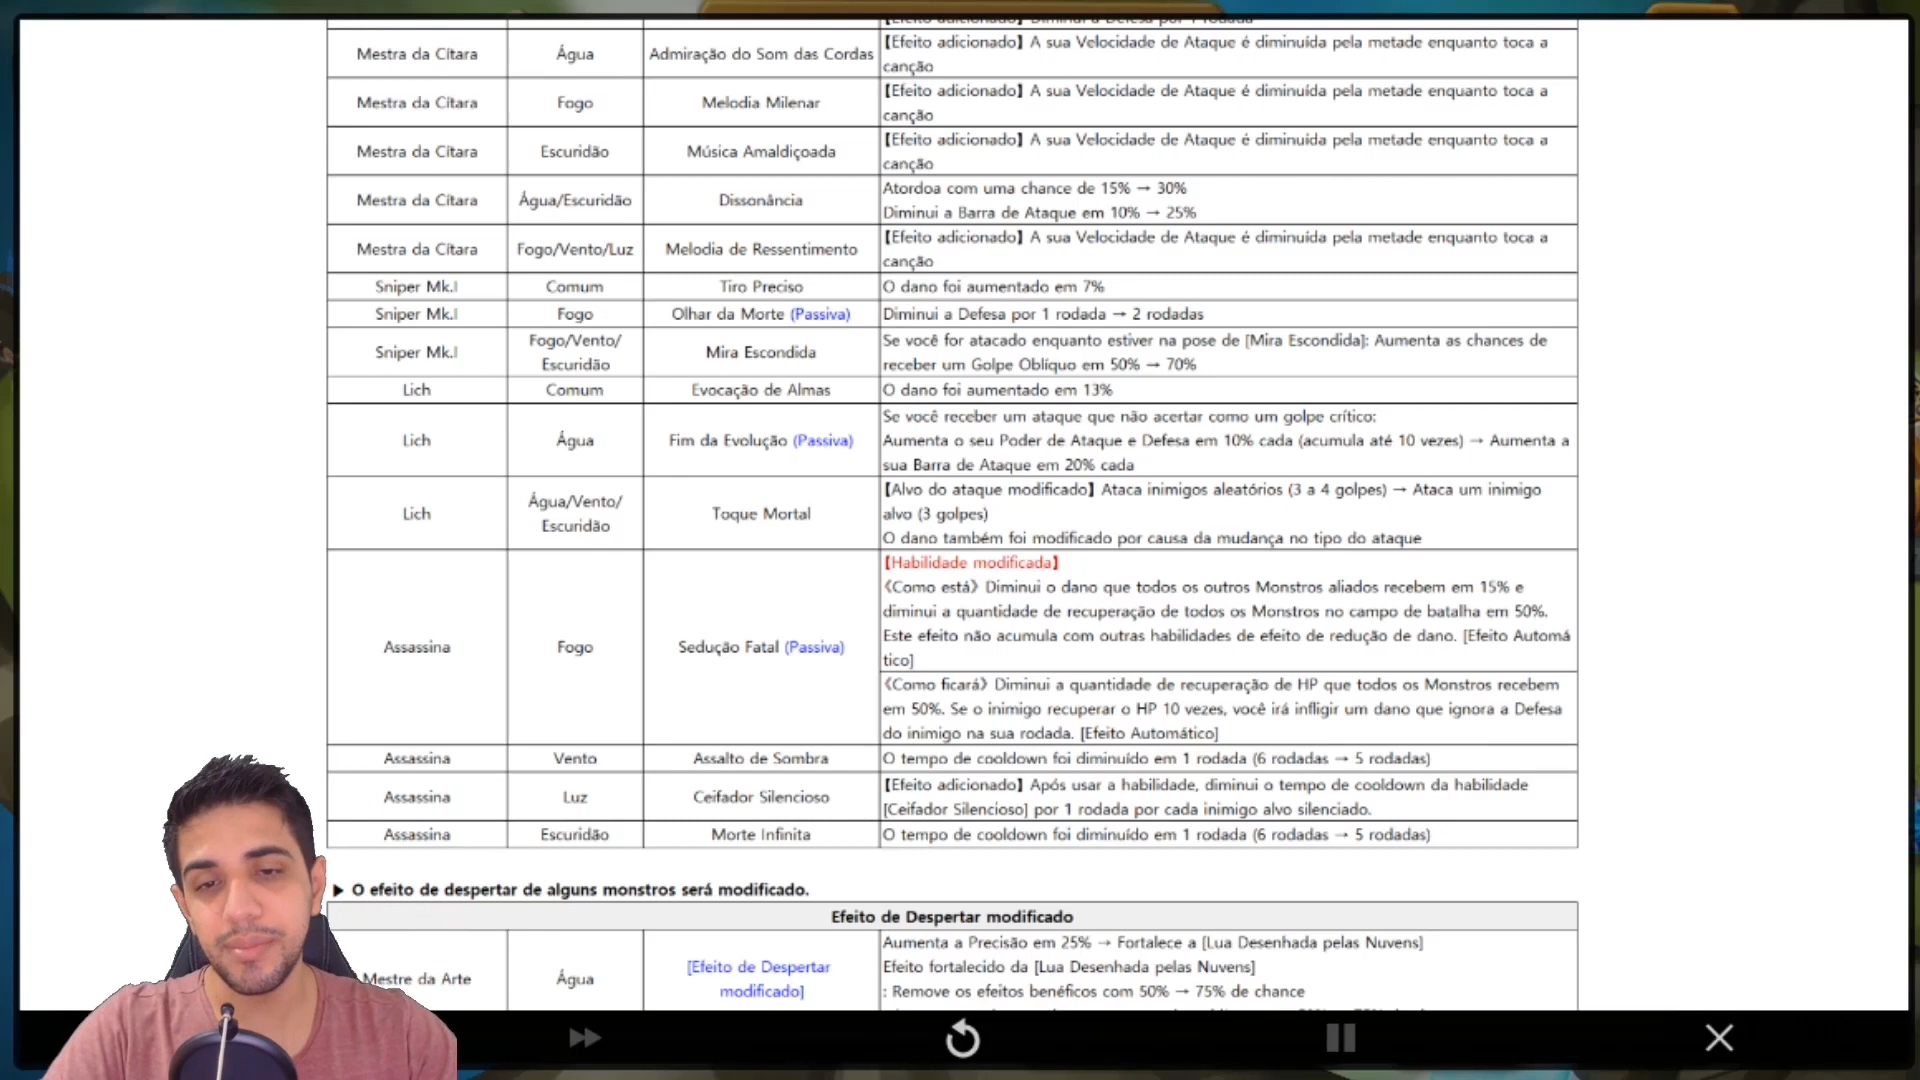 【Efeito adicionado】 Diminui a Defesa por 1 rodada
Mestra da Cítara
Água
Admiração do Som das Cordas
【Efeito adicionado】 A sua Velocidade de Ataque é diminuída pela metade enquanto toca a
canção
Mestra da Cítara
Fogo
Melodia Milenar
【Efeito adicionado】 A sua Velocidade de Ataque é diminuída pela metade enquanto toca a
canção
Mestra da Cítara
Escuridão
Música Amaldiçoada
【Efeito adicionado】 A sua Velocidade de Ataque é diminuída pela metade enquanto toca a
canção
Mestra da Cítara
Água/Escuridão
Dissonância
Atordoa com uma chance de 15% → 30%
Diminui a Barra de Ataque em 10% → 25%
Mestra da Cítara
Fogo/Vento/Luz
Melodia de Ressentimento
【Efeito adicionado】 A sua Velocidade de Ataque é diminuída pela metade enquanto toca a
canção
Sniper Mk.I
Comum
Tiro Preciso
O dano foi aumentado em 7%
Sniper Mk.I
Fogo
Olhar da Morte (Passiva)
Diminui a Defesa por 1 rodada → 2 rodadas
Sniper Mk.I
Fogo/Vento/
Escuridão
Mira Escondida
Se você for atacado enquanto estiver na pose de [Mira Escondida]: Aumenta as chances de
receber um Golpe Oblíquo em 50% → 70%
Lich
Comum
Evocação de Almas
O dano foi aumentado em 13%
Lich
Água
Fim da Evolução (Passiva)
Se você receber um ataque que não acertar como um golpe crítico:
Aumenta o seu Poder de Ataque e Defesa em 10% cada (acumula até 10 vezes) → Aumenta a
sua Barra de Ataque em 20% cada
Lich
Água/Vento/
Escuridão
Toque Mortal
【Alvo do ataque modificado】 Ataca inimigos aleatórios (3 a 4 golpes) → Ataca um inimigo
alvo (3 golpes)
O dano também foi modificado por causa da mudança no tipo do ataque
Assassina
Fogo
Sedução Fatal (Passiva)
【Habilidade modificada】
《Como está》 Diminui o dano que todos os outros Monstros aliados recebem em 15% e
diminui a quantidade de recuperação de todos os Monstros no campo de batalha em 50%.
Este efeito não acumula com outras habilidades de efeito de redução de dano. [Efeito Automá
tico]
《Como ficará》 Diminui a quantidade de recuperação de HP que todos os Monstros recebem
em 50%. Se o inimigo recuperar o HP 10 vezes, você irá infligir um dano que ignora a Defesa
do inimigo na sua rodada. [Efeito Automático]
Assassina
Vento
Assalto de Sombra
O tempo de cooldown foi diminuído em 1 rodada (6 rodadas → 5 rodadas)
Assassina
Luz
Ceifador Silencioso
【Efeito adicionado】 Após usar a habilidade, diminui o tempo de cooldown da habilidade
[Ceifador Silencioso] por 1 rodada por cada inimigo alvo silenciado.
Assassina
Escuridão
Morte Infinita
O tempo de cooldown foi diminuído em 1 rodada (6 rodadas → 5 rodadas)
▶ O efeito de despertar de alguns monstros será modificado.
Efeito de Despertar modificado
Mestre da Arte
Água
[Efeito de Despertar
modificado]
Aumenta a Precisão em 25% → Fortalece a [Lua Desenhada pelas Nuvens]
Efeito fortalecido da [Lua Desenhada pelas Nuvens]
: Remove os efeitos benéficos com 50% → 75% de chance